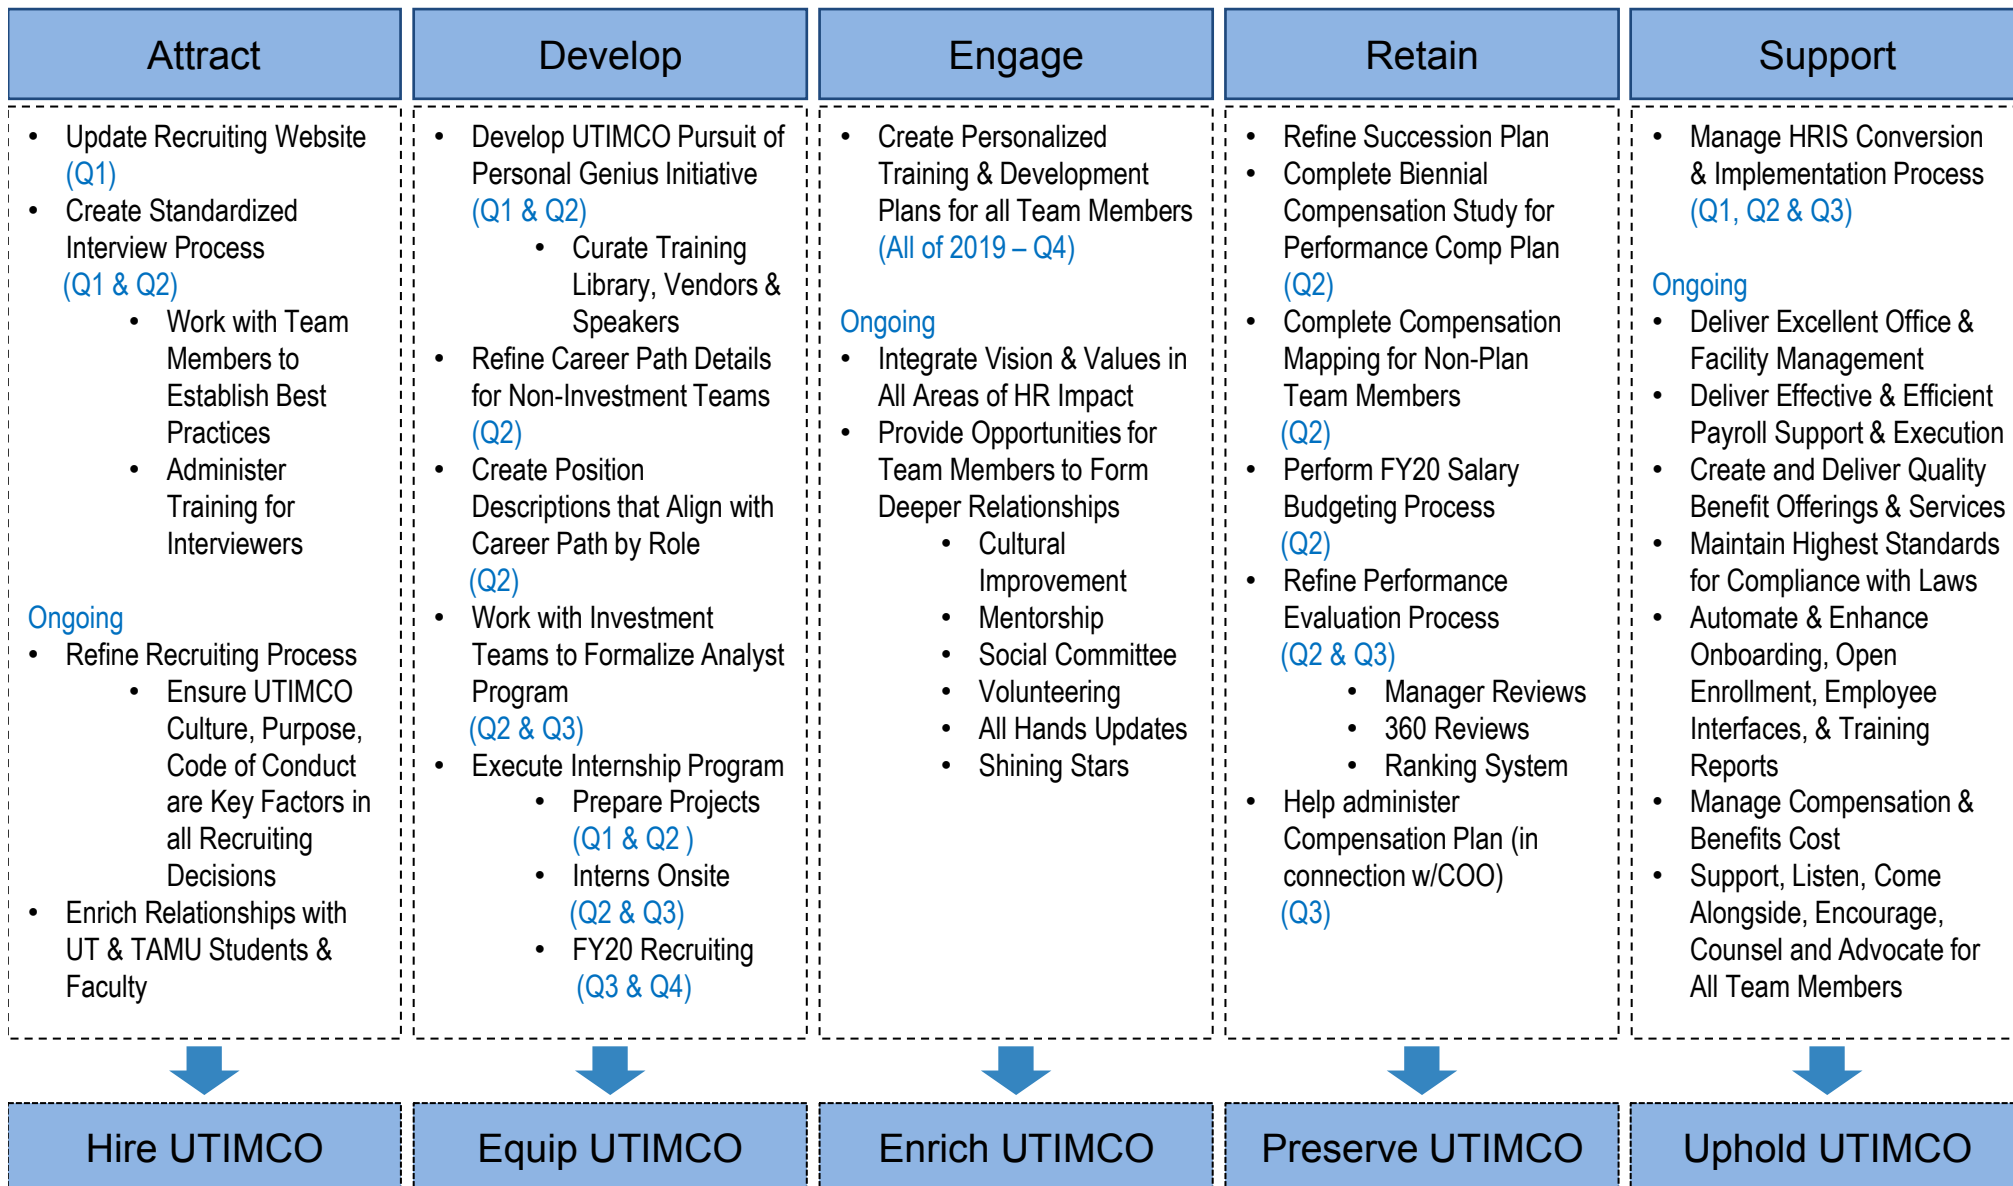 Attract
• Update Recruiting Website
(Q1)
• Create Standardized
Interview Process
(Q1 & Q2)
• Work with Team
Members to
Establish Best
Practices
• Administer
Training for
Interviewers
Ongoing
• Refine Recruiting Process
• Ensure UTIMCO
Culture, Purpose,
Code of Conduct
are Key Factors in
all Recruiting
Decisions
• Enrich Relationships with
UT & TAMU Students &
Faculty
Hire UTIMCO
Develop
• Develop UTIMCO Pursuit of
Personal Genius Initiative
(Q1 & Q2)
• Curate Training
Library, Vendors &
Speakers
• Refine Career Path Details
for Non-Investment Teams
(Q2)
• Create Position
Descriptions that Align with
Career Path by Role
(Q2)
• Work with Investment
Teams to Formalize Analyst
Program
(Q2 & Q3)
• Execute Internship Program
• Prepare Projects
(Q1 & Q2 )
• Interns Onsite
(Q2 & Q3)
• FY20 Recruiting
(Q3 & Q4)
Equip UTIMCO
Engage
• Create Personalized
Training & Development
Plans for all Team Members
(All of 2019 – Q4)
Ongoing
• Integrate Vision & Values in
All Areas of HR Impact
• Provide Opportunities for
Team Members to Form
Deeper Relationships
• Cultural
Improvement
• Mentorship
• Social Committee
• Volunteering
• All Hands Updates
• Shining Stars
Enrich UTIMCO
Retain
• Refine Succession Plan
• Complete Biennial
Compensation Study for
Performance Comp Plan
(Q2)
• Complete Compensation
Mapping for Non-Plan
Team Members
(Q2)
• Perform FY20 Salary
Budgeting Process
(Q2)
• Refine Performance
Evaluation Process
(Q2 & Q3)
• Manager Reviews
• 360 Reviews
• Ranking System
• Help administer
Compensation Plan (in
connection w/COO)
(Q3)
Preserve UTIMCO
Support
• Manage HRIS Conversion
& Implementation Process
(Q1, Q2 & Q3)
Ongoing
• Deliver Excellent Office &
Facility Management
• Deliver Effective & Efficient
Payroll Support & Execution
• Create and Deliver Quality
Benefit Offerings & Services
• Maintain Highest Standards
for Compliance with Laws
• Automate & Enhance
Onboarding, Open
Enrollment, Employee
Interfaces, & Training
Reports
• Manage Compensation &
Benefits Cost
• Support, Listen, Come
Alongside, Encourage,
Counsel and Advocate for
All Team Members
Uphold UTIMCO